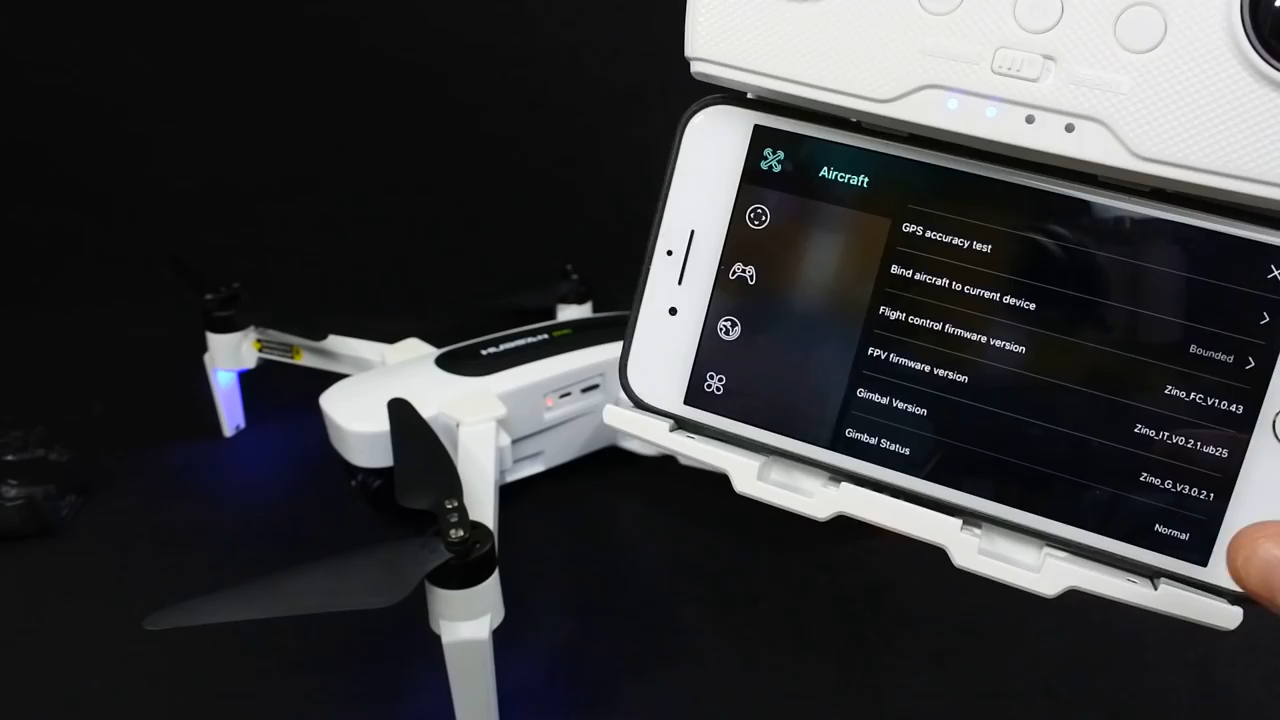 Aircraft
GPS accuracy test
Bind aircraft to current device
Bounded
Flight control firmware version
Zino_FC_V1.0.43
FPV firmware version
Zino_IT_V0.2.1.ub25
Gimbal Version
Zino_G_V3.0.2.1
Gimbal Status
Normal
HUBSAN